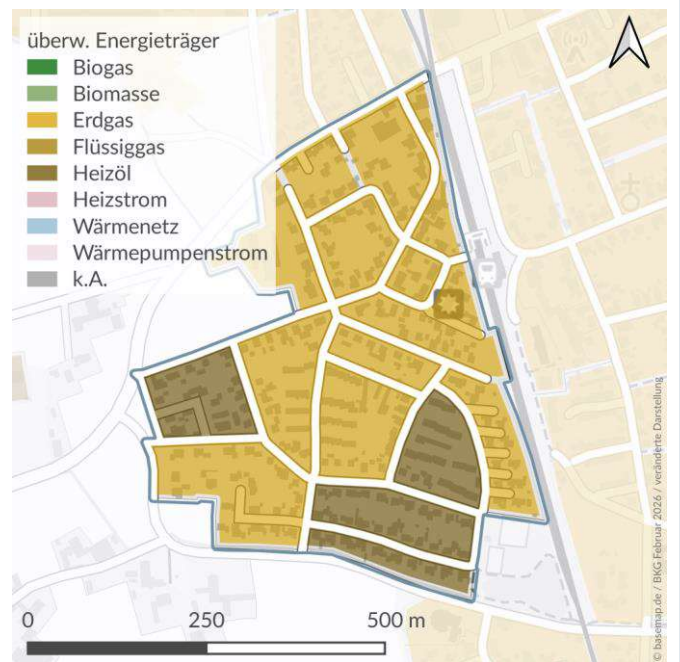 überw. Energieträger
Biogas
Biomasse
Erdgas
Flüssiggas
Heizöl
Heizstrom
Wärmenetz
Wärmepumpenstrom
k.A.
0 250 500 m
© basemap.de / BKG Februar 2026 / veränderte Darstellung